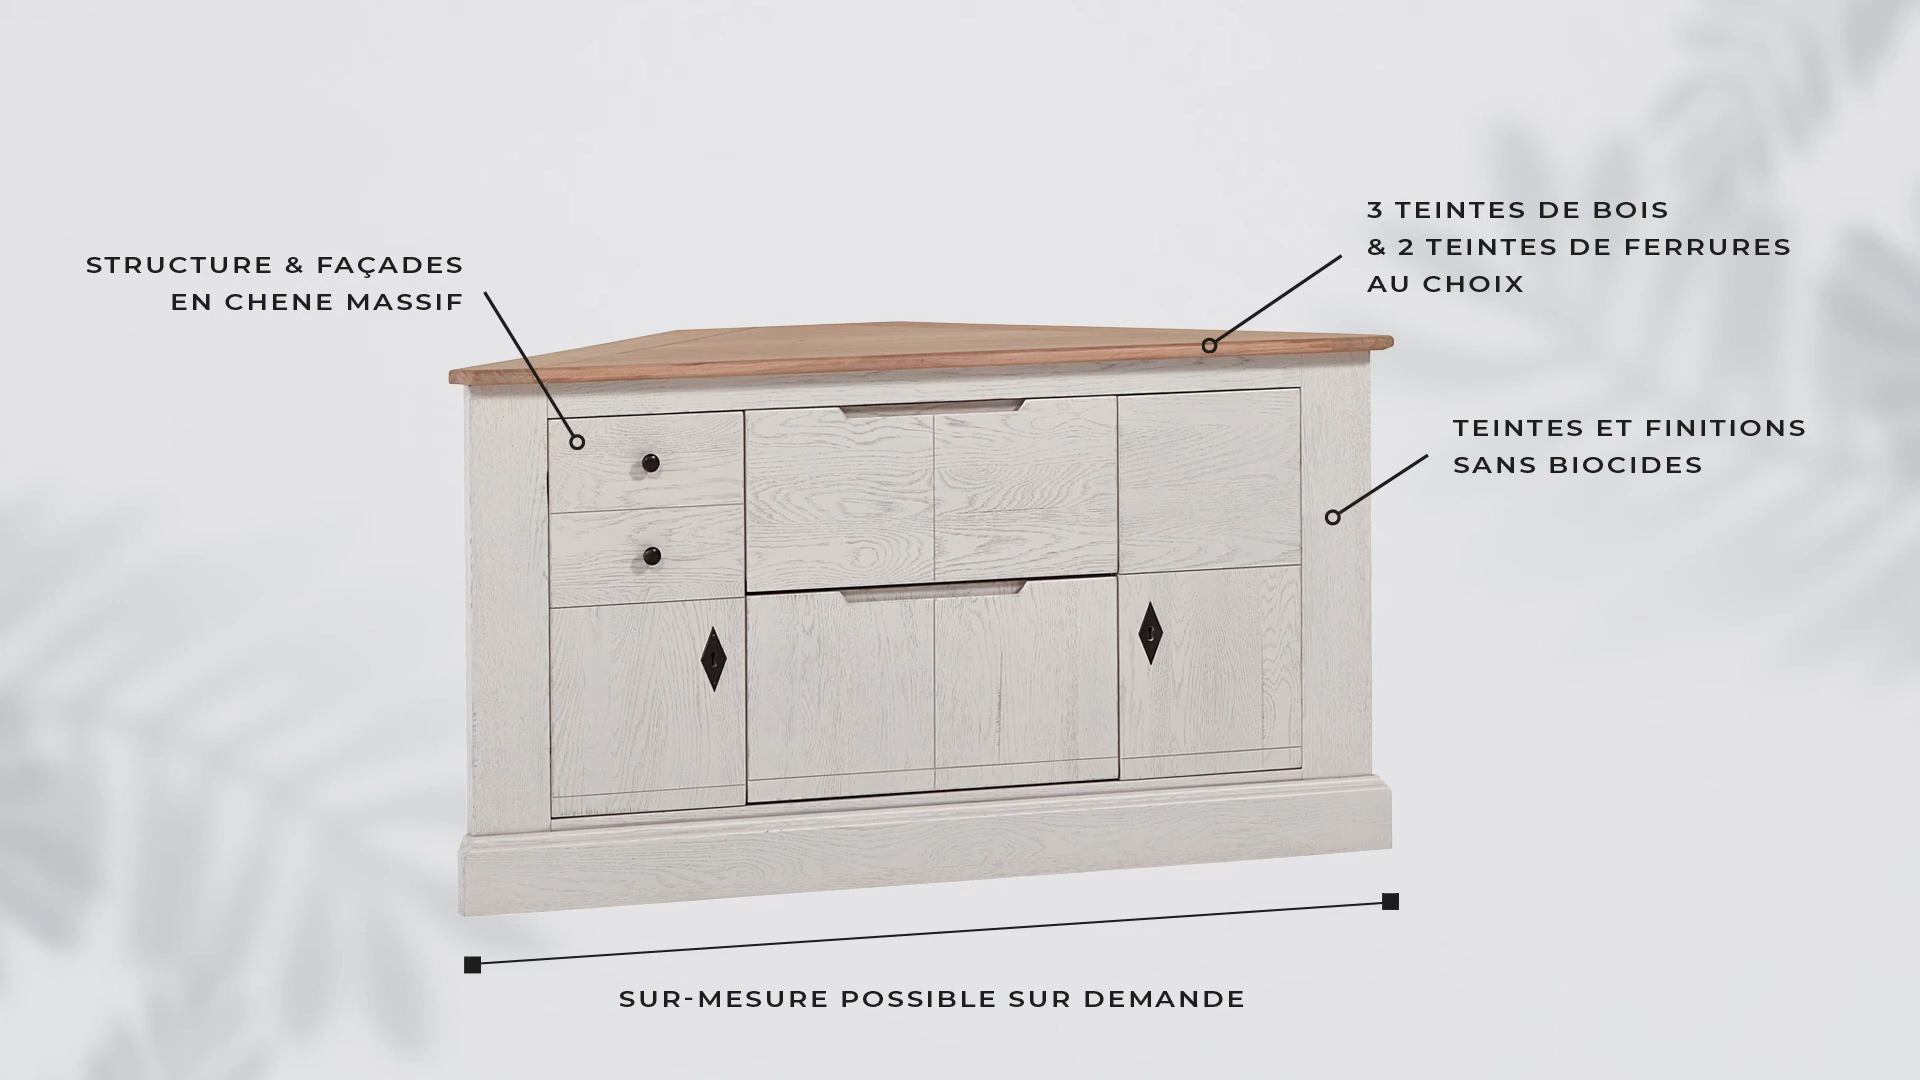 STRUCTURE & FAÇADES
EN CHENE MASSIF
3 TEINTES DE BOIS
& 2 TEINTES DE FERRURES
AU CHOIX
TEINTES ET FINITIONS
SANS BIOCIDES
SUR-MESURE POSSIBLE SUR DEMANDE